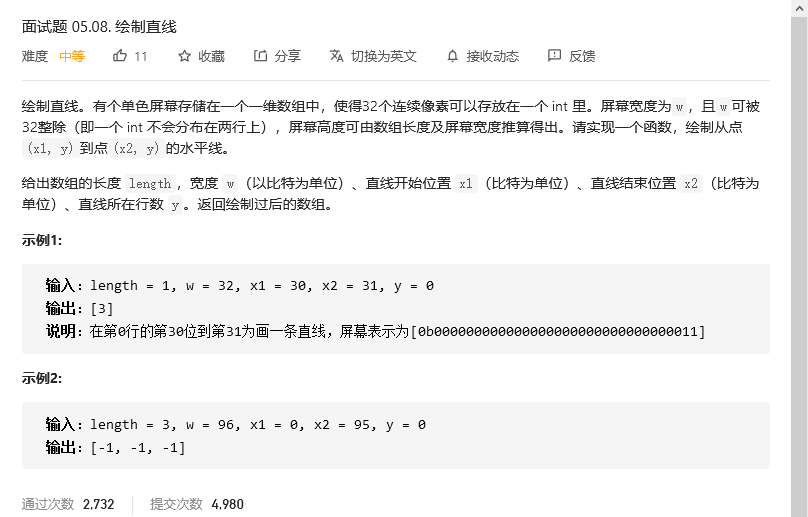 面试题 05.08. 绘制直线
难度 中等 11 收藏 分享 切换为英文 接收动态 反馈
绘制直线。有个单色屏幕存储在一个一维数组中，使得32个连续像素可以存放在一个 int 里。屏幕宽度为 w，且 w 可被
32整除（即一个 int 不会分布在两行上），屏幕高度可由数组长度及屏幕宽度推算得出。请实现一个函数，绘制从点
(x1, y) 到点 (x2, y) 的水平线。
给出数组的长度 length，宽度 w（以比特为单位）、直线开始位置 x1（比特为单位）、直线结束位置 x2（比特为
单位）、直线所在行数 y。返回绘制过后的数组。
示例1:
输入：length = 1, w = 32, x1 = 30, x2 = 31, y = 0
输出：[3]
说明：在第0行的第30位到第31为画一条直线，屏幕表示为[0b00000000000000000000000000000011]
示例2:
输入：length = 3, w = 96, x1 = 0, x2 = 95, y = 0
输出：[-1, -1, -1]
通过次数 2,732 提交次数 4,980